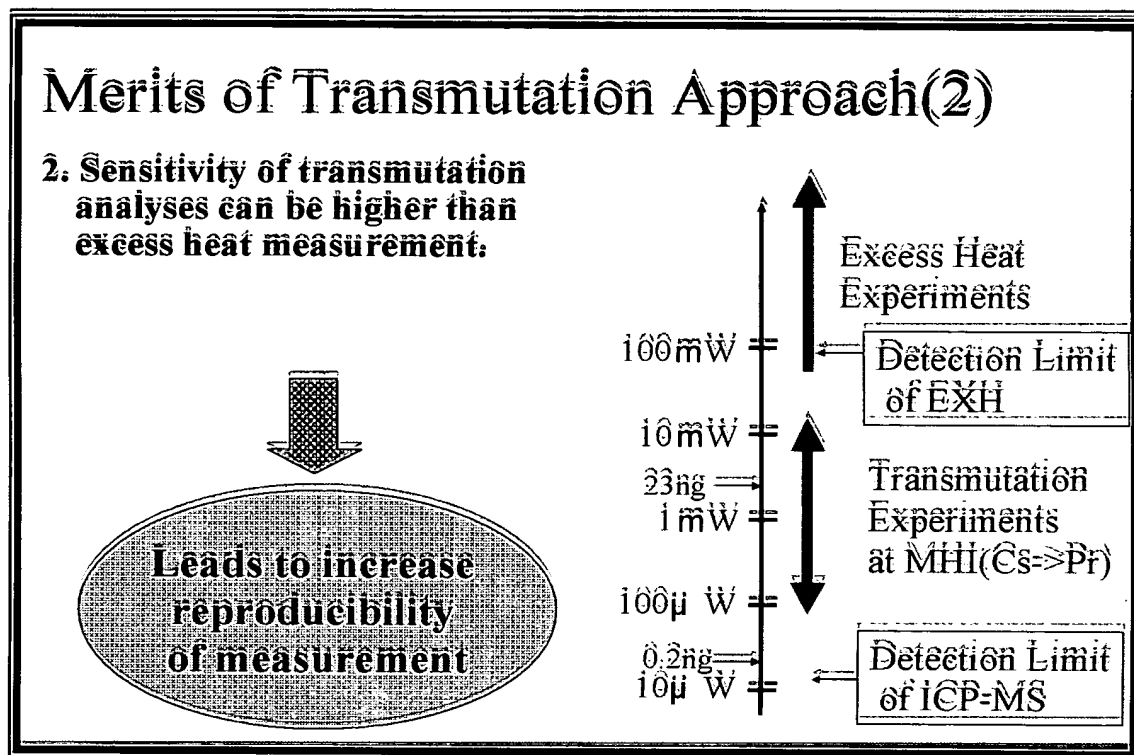 Merits of Transmutation Approach(2)
2. Sensitivity of transmutation
analyses can be higher than
excess heat measurement.
Leads to increase
reproducibility
of measurement
Excess Heat
Experiments
100mW
Detection Limit
of EXH
10mW
23ng
1mW
Transmutation
Experiments
at MHI(Cs->Pr)
100μ W
0.2ng
10μ W
Detection Limit
of ICP-MS